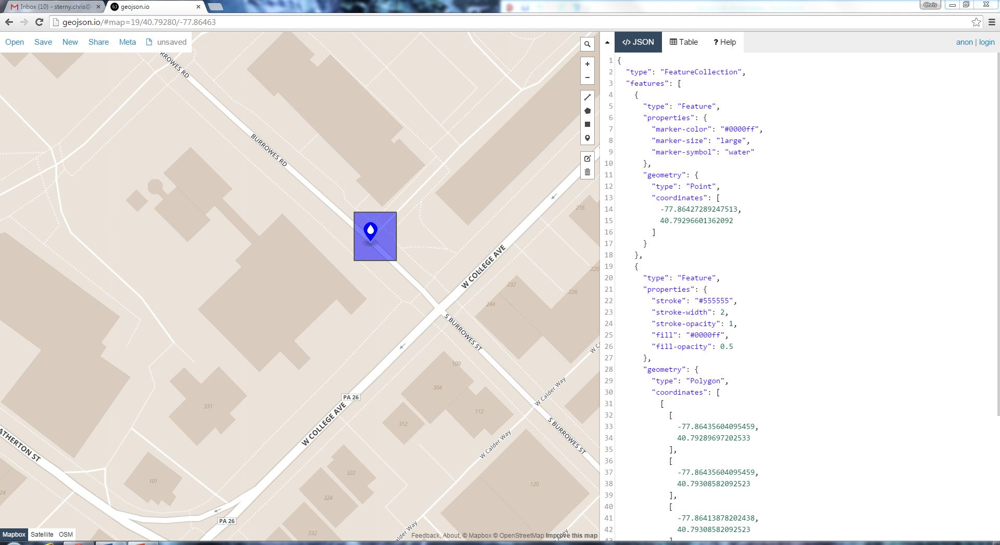 Inbox (10) - sterny.chris@
geojson.io
Chris
geojson.io/#map=19/40.79280/-77.86463
Open Save New Share Meta unsaved
RROWES RD
BURROWES RD
216
W COLLEGE AVE
220
232
226
244
S BURROWES ST
W Ca
100
304
W Calder Way
PA 26
331
112
312
W COLLEGE AVE
S BURROWES ST
W Calder Way
ATHERTON ST
322
101
120
24
324
PA 26
332
alder Way
Mapbox Satellite OSM
Feedback, About, © Mapbox © OpenStreetMap Improve this map
</> JSON Table ? Help
anon | login
1 {
2 "type": "FeatureCollection",
3 "features": [
4 {
5 "type": "Feature",
6 "properties": {
7 "marker-color": "#0000ff",
8 "marker-size": "large",
9 "marker-symbol": "water"
10 },
11 "geometry": {
12 "type": "Point",
13 "coordinates": [
14 -77.86427289247513,
15 40.79296601362092
16 ]
17 }
18 },
19 {
20 "type": "Feature",
21 "properties": {
22 "stroke": "#555555",
23 "stroke-width": 2,
24 "stroke-opacity": 1,
25 "fill": "#0000ff",
26 "fill-opacity": 0.5
27 },
28 "geometry": {
29 "type": "Polygon",
30 "coordinates": [
31 [
32 [
33 -77.86435604095459,
34 40.79289697202533
35 ],
36 [
37 -77.86435604095459,
38 40.79308582092523
39 ],
40 [
41 -77.86413878202438,
42 40.79308582092523